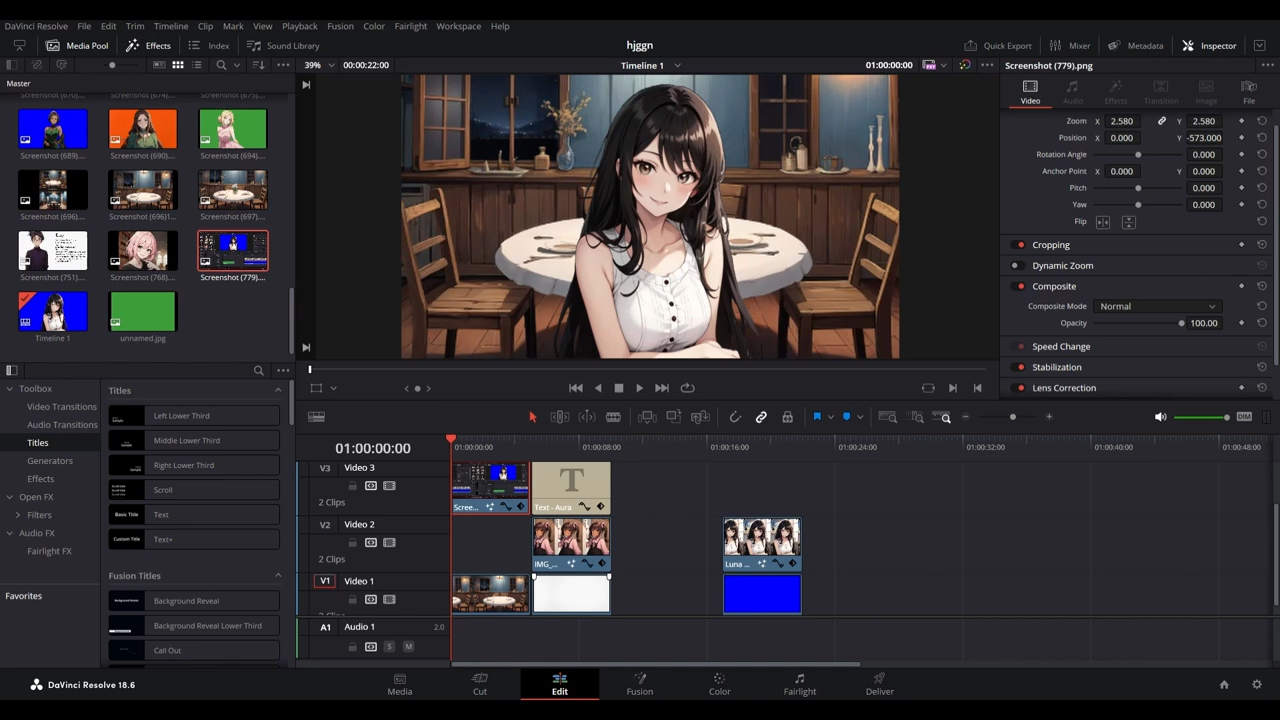 DaVinci Resolve File Edit Trim Timeline Clip Mark View Playback Fusion Color Fairlight Workspace Help
Media Pool Effects Index Sound Library hjggn Quick Export Mixer Metadata Inspector
39% 00:00:22:00 Timeline 1 01:00:00:00 Screenshot (779).png
Master
Video Audio Effects Transition Image File
Screenshot (689)... Screenshot (690)... Screenshot (694)...
Screenshot (696)... Screenshot (696)1... Screenshot (697)...
Screenshot (751)... Screenshot (768)... Screenshot (779)...
Timeline 1 unnamed.jpg
Zoom X 2.580 Y 2.580
Position X 0.000 Y -573.000
Rotation Angle 0.000
Anchor Point X 0.000 Y 0.000
Pitch 0.000
Yaw 0.000
Flip
Cropping
Dynamic Zoom
Composite
Composite Mode Normal
Opacity 100.00
Speed Change
Stabilization
Lens Correction
Toolbox
Video Transitions
Audio Transitions
Titles
Generators
Effects
Open FX
Filters
Audio FX
Fairlight FX
Favorites
Titles
Left Lower Third
Middle Lower Third
Right Lower Third
Scroll
Basic Title Text
Custom Title Text+
Fusion Titles
Background Reveal
Background Reveal Lower Third
Call Out
DIM
01:00:00:00 01:00:00:00 01:00:08:00 01:00:16:00 01:00:24:00 01:00:32:00 01:00:40:00 01:00:48:00
V3 Video 3
2 Clips
Scree... T Text - Aura
V2 Video 2
2 Clips
IMG_... Luna ...
V1 Video 1
A1 Audio 1 2.0
S M
DaVinci Resolve 18.6 Media Cut Edit Fusion Color Fairlight Deliver